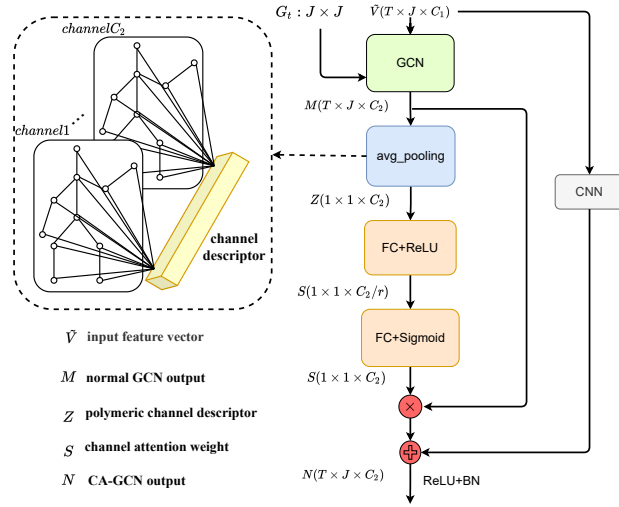 channelC₂
channel1
channel
descriptor
Ṽ input feature vector
M normal GCN output
Z polymeric channel descriptor
S channel attention weight
N CA-GCN output
G_t : J × J
Ṽ(T × J × C₁)
GCN
M(T × J × C₂)
avg_pooling
Z(1 × 1 × C₂)
CNN
FC+ReLU
S(1 × 1 × C₂/r)
FC+Sigmoid
S(1 × 1 × C₂)
×
+
N(T × J × C₂)
ReLU+BN